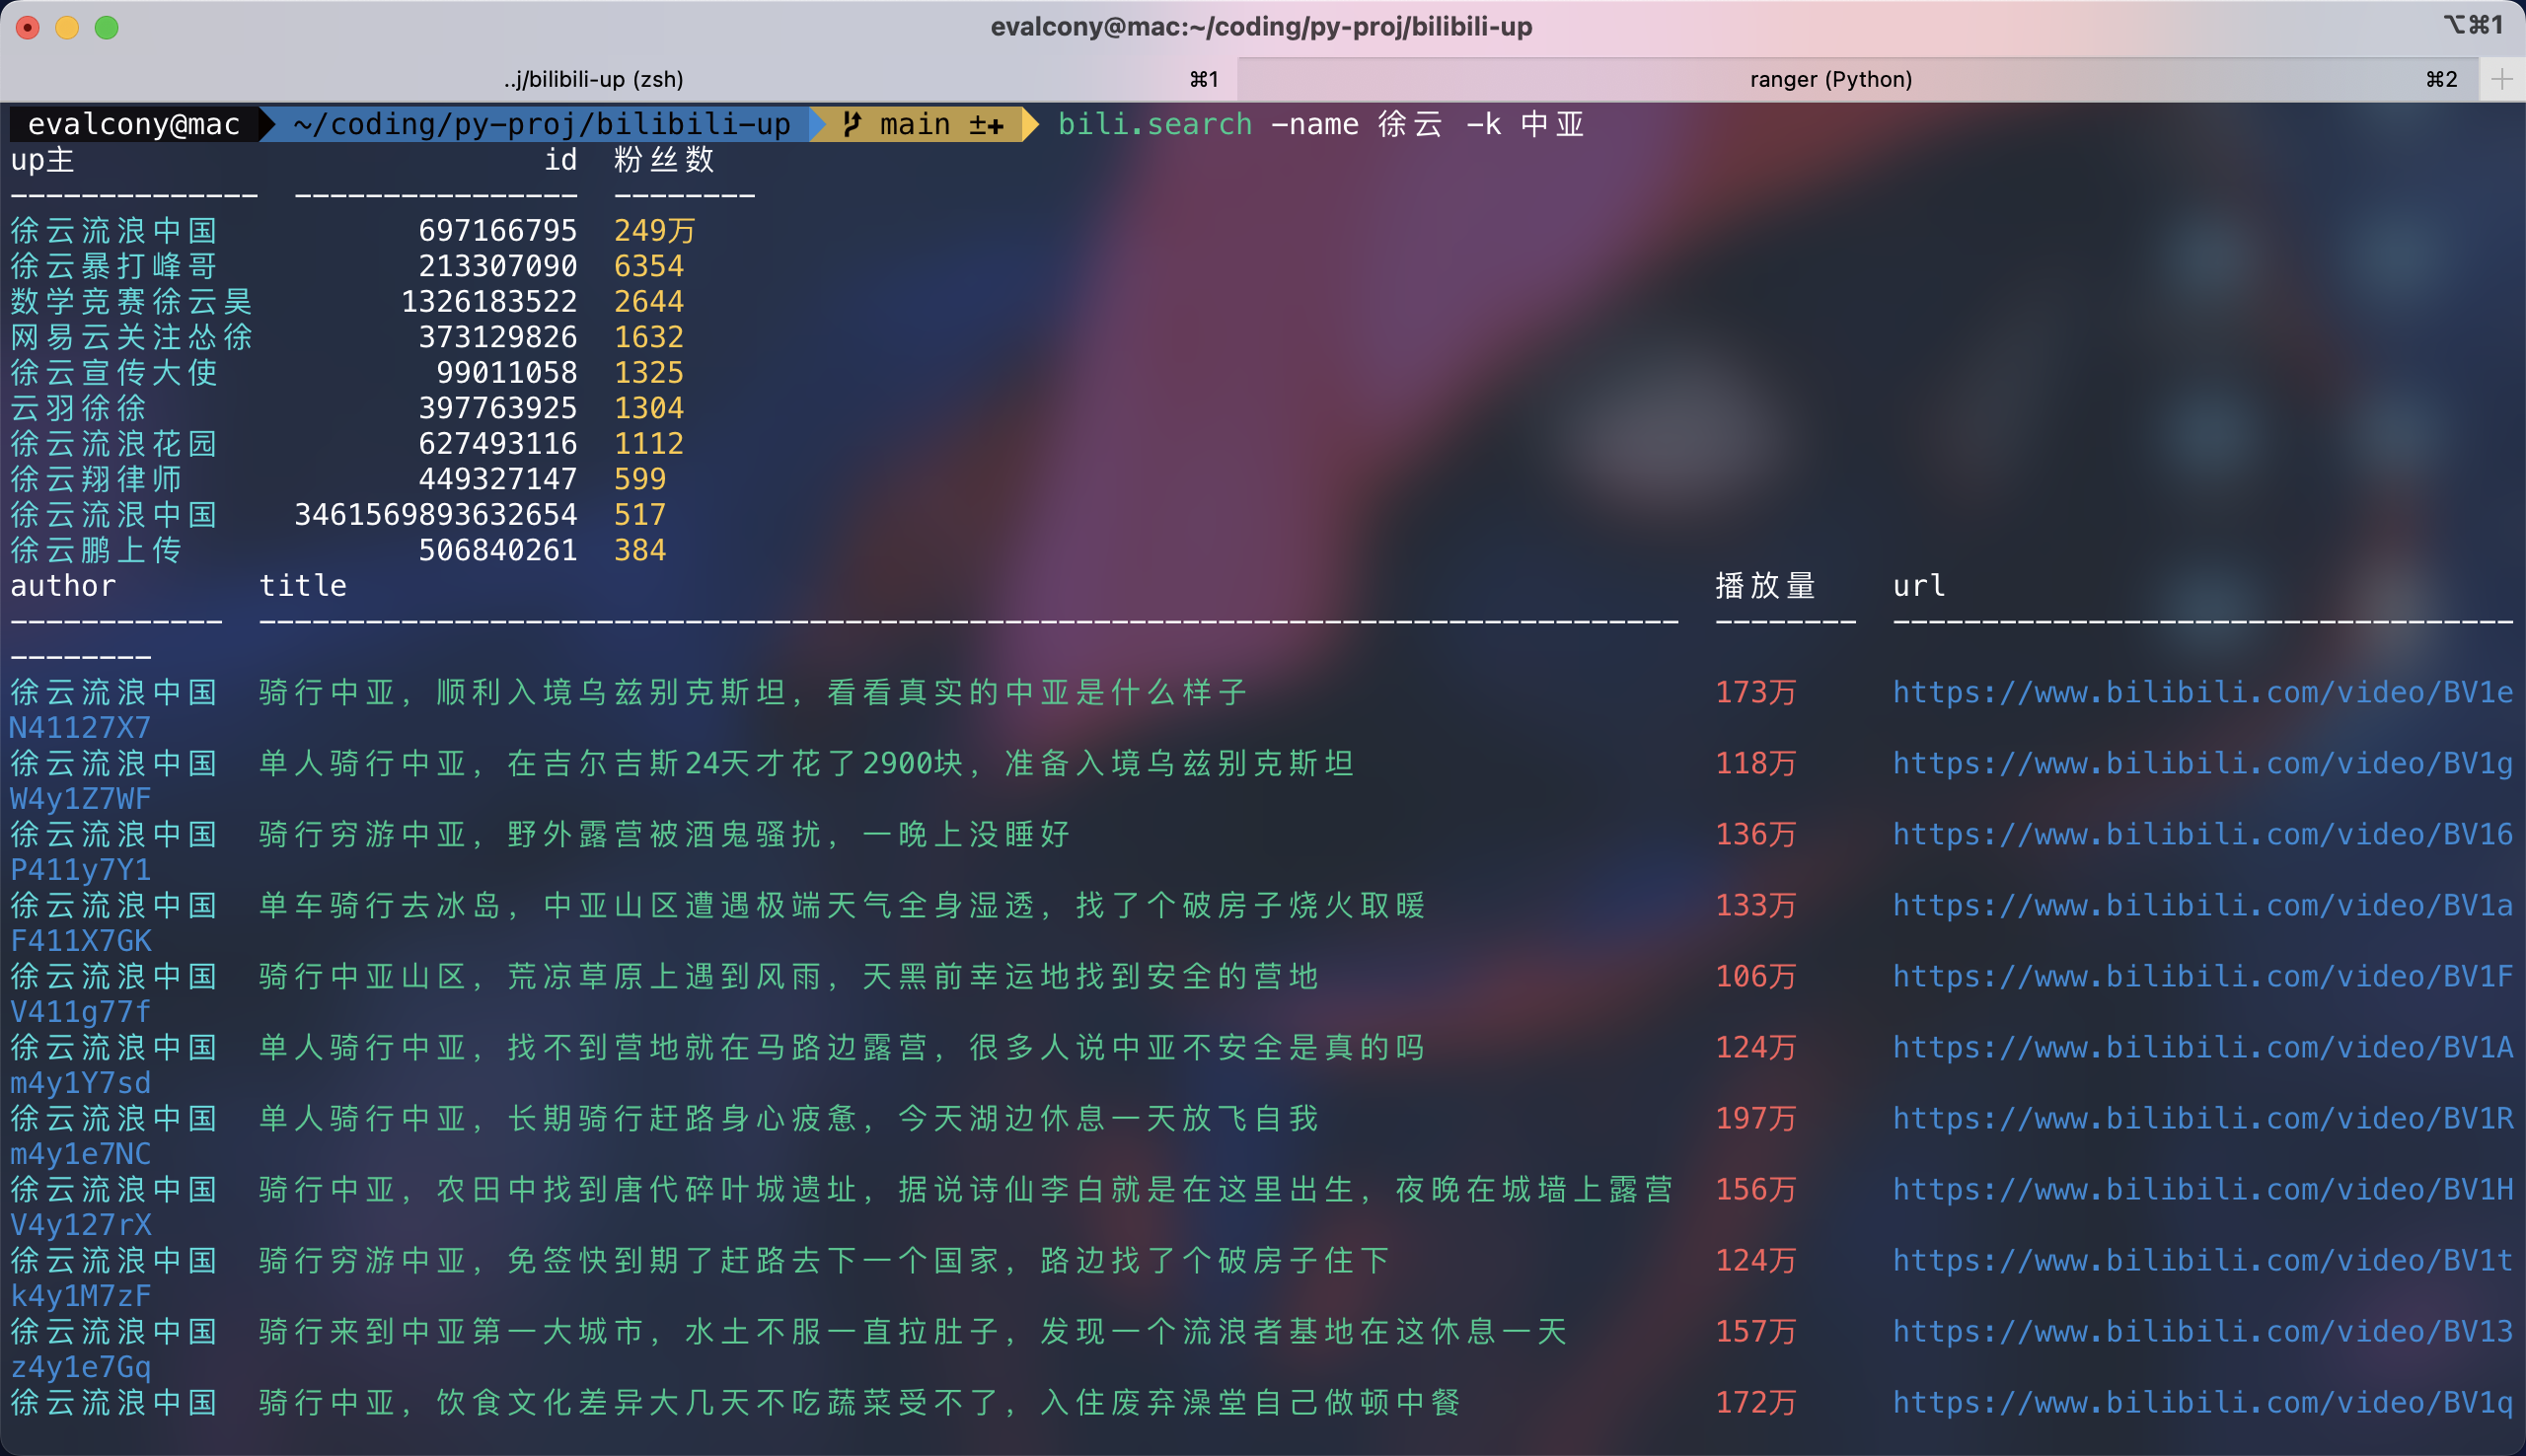 evalcony@mac:~/coding/py-proj/bilibili-up ⌥⌘1
..j/bilibili-up (zsh) ⌘1 ranger (Python) ⌘2 +
evalcony@mac ~/coding/py-proj/bilibili-up main ±✚ bili.search -name 徐云 -k 中亚
up主 id 粉丝数
-------------- ---------------- --------
徐云流浪中国 697166795 249万
徐云暴打峰哥 213307090 6354
数学竞赛徐云昊 1326183522 2644
网易云关注怂徐 373129826 1632
徐云宣传大使 99011058 1325
云羽徐徐 397763925 1304
徐云流浪花园 627493116 1112
徐云翔律师 449327147 599
徐云流泿中国 3461569893632654 517
徐云鹏上传 506840261 384
author title 播放量 url
------------ -------------------------------------------------------------------------------- -------- -----------------------------------
--------
徐云流浪中国 骑行中亚，顺利入境乌兹别克斯坦，看看真实的中亚是什么样子 173万 https://www.bilibili.com/video/BV1e
N41127X7
徐云流浪中国 单人骑行中亚，在吉尔吉斯24天才花了2900块，准备入境乌兹别克斯坦 118万 https://www.bilibili.com/video/BV1g
W4y1Z7WF
徐云流浪中国 骑行穷游中亚，野外露营被酒鬼骚扰，一晚上没睡好 136万 https://www.bilibili.com/video/BV16
P411y7Y1
徐云流浪中国 单车骑行去冰岛，中亚山区遭遇极端天气全身湿透，找了个破房子烧火取暖 133万 https://www.bilibili.com/video/BV1a
F411X7GK
徐云流浪中国 骑行中亚山区，荒凉草原上遇到风雨，天黑前幸运地找到安全的营地 106万 https://www.bilibili.com/video/BV1F
V411g77f
徐云流浪中国 单人骑行中亚，找不到营地就在马路边露营，很多人说中亚不安全是真的吗 124万 https://www.bilibili.com/video/BV1A
m4y1Y7sd
徐云流浪中国 单人骑行中亚，长期骑行赶路身心疲惫，今天湖边休息一天放飞自我 197万 https://www.bilibili.com/video/BV1R
m4y1e7NC
徐云流浪中国 骑行中亚，农田中找到唐代碎叶城遗址，据说诗仙李白就是在这里出生，夜晚在城墙上露营 156万 https://www.bilibili.com/video/BV1H
V4y127rX
徐云流浪中国 骑行穷游中亚，免签快到期了赶路去下一个国家，路边找了个破房子住下 124万 https://www.bilibili.com/video/BV1t
k4y1M7zF
徐云流浪中国 骑行来到中亚第一大城市，水土不服一直拉肚子，发现一个流浪者基地在这休息一天 157万 https://www.bilibili.com/video/BV13
z4y1e7Gq
徐云流浪中国 骑行中亚，饮食文化差异大几天不吃蔬菜受不了，入住废弃澡堂自己做顿中餐 172万 https://www.bilibili.com/video/BV1q